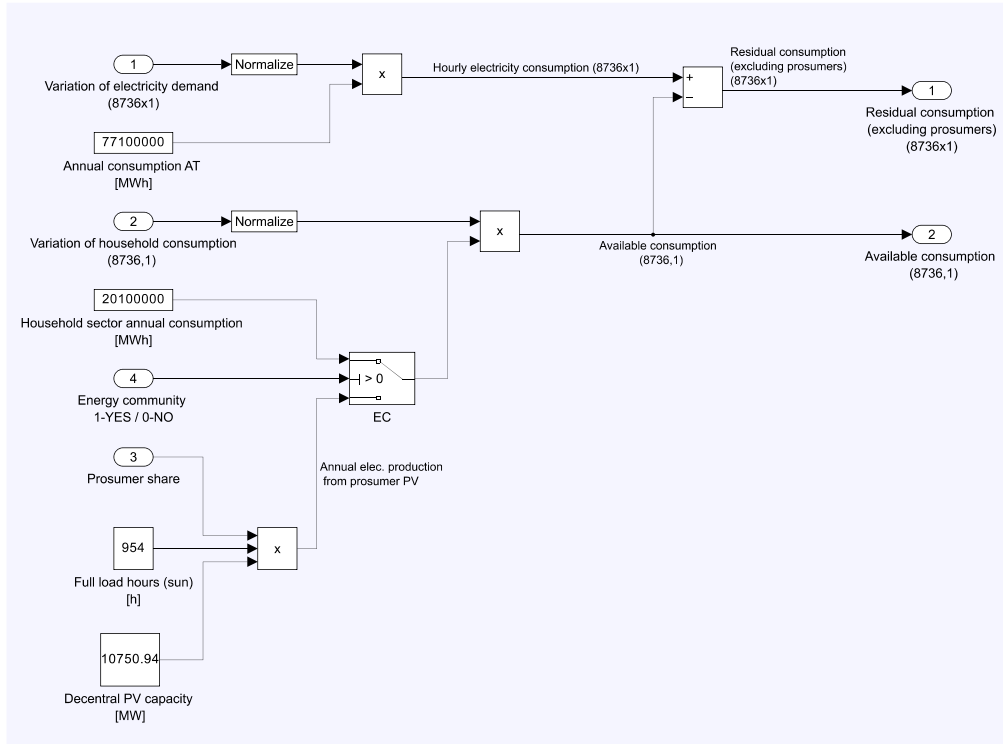 1
Variation of electricity demand
(8736x1)
Normalize
x
77100000
Annual consumption AT
[MWh]
Hourly electricity consumption (8736x1)
+
−
Residual consumption
(excluding prosumers)
(8736x1)
1
Residual consumption
(excluding prosumers)
(8736x1)
2
Variation of household consumption
(8736,1)
Normalize
x
Available consumption
(8736,1)
2
Available consumption
(8736,1)
20100000
Household sector annual consumption
[MWh]
4
Energy community
1-YES / 0-NO
> 0
EC
3
Prosumer share
Annual elec. production
from prosumer PV
954
Full load hours (sun)
[h]
x
10750.94
Decentral PV capacity
[MW]